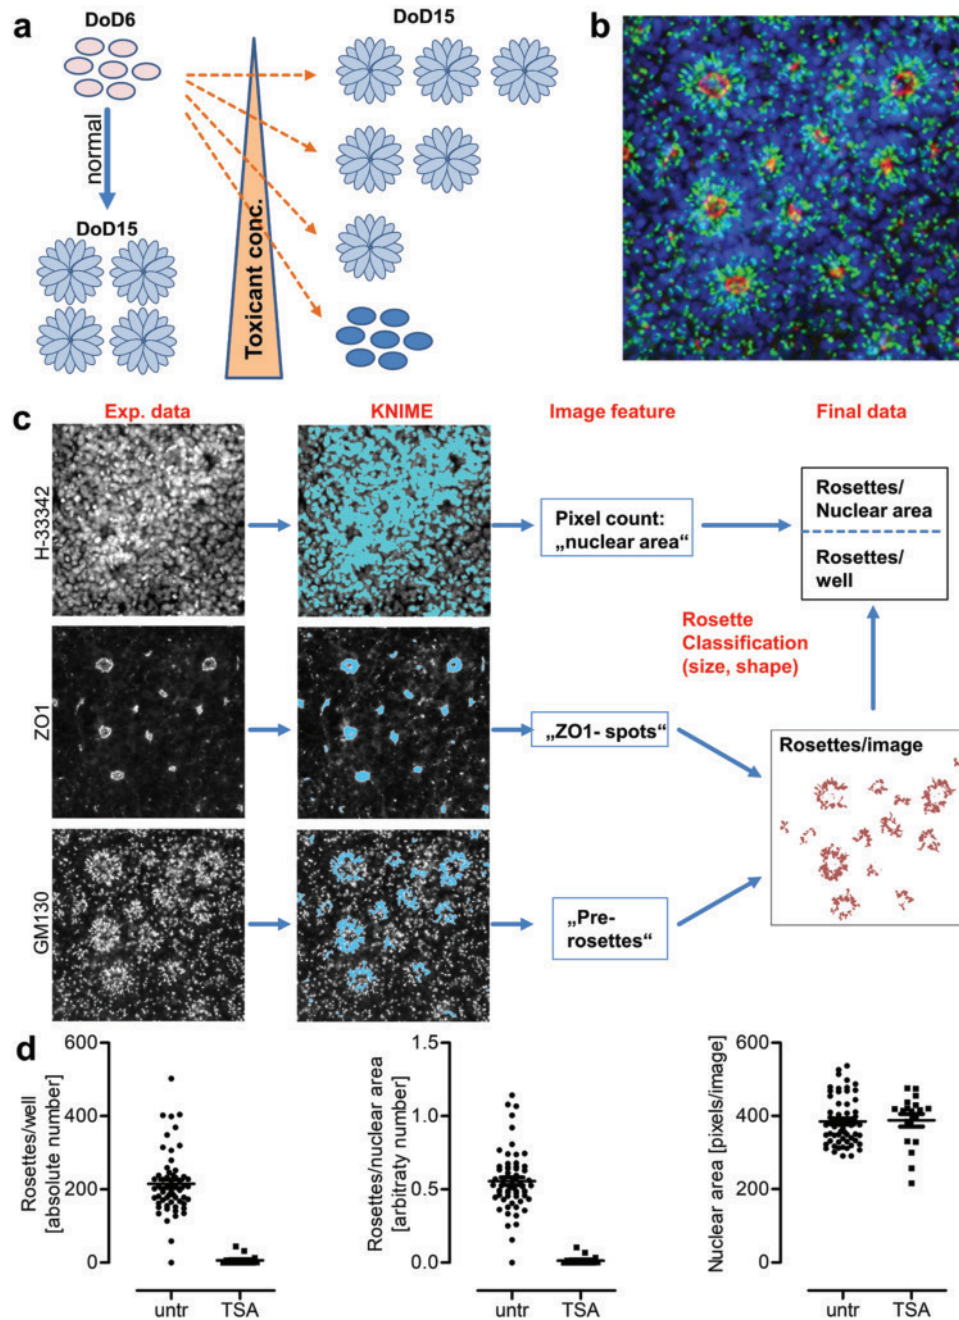 a
DoD6
normal
DoD15
Toxicant conc.
DoD15
b
c
Exp. data
KNIME
Image feature
Final data
H-33342
Pixel count:
„nuclear area“
Rosettes/
Nuclear area
Rosettes/
well
Rosette
Classification
(size, shape)
ZO1
„ZO1- spots“
Rosettes/image
GM130
„Pre-
rosettes“
d
Rosettes/well
[absolute number]
600
400
200
0
untr
TSA
Rosettes/nuclear area
[arbitraty number]
1.5
1.0
0.5
0.0
untr
TSA
Nuclear area [pixels/image]
600
400
200
0
untr
TSA